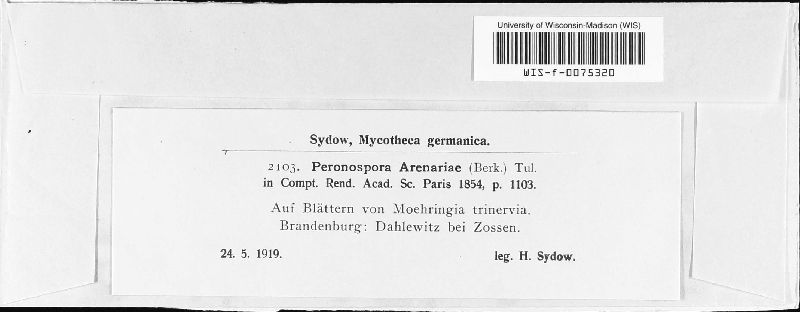 University of Wisconsin-Madison (WIS)
WIS-f-0075320
Sydow, Mycotheca germanica.
2103. Peronospora Arenariae (Berk.) Tul.
in Compt. Rend. Acad. Sc. Paris 1854, p. 1103.
Auf Blättern von Moehringia trinervia.
Brandenburg: Dahlewitz bei Zossen.
24. 5. 1919. leg. H. Sydow.